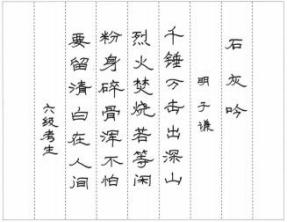 石灰吟
明 于谦
千锤万击出深山
烈火焚烧若等闲
粉身碎骨浑不怕
要留清白在人间
六级考生